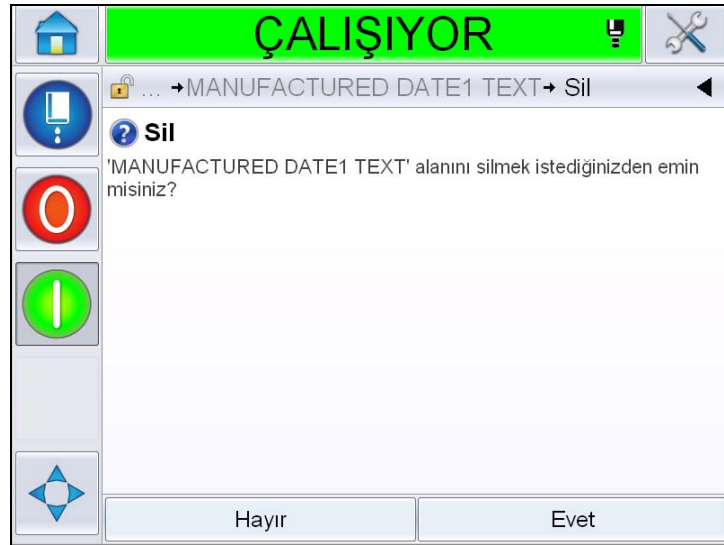 ÇALIŞIYOR
... →MANUFACTURED DATE1 TEXT→ Sil
Sil
'MANUFACTURED DATE1 TEXT' alanını silmek istediğinizden emin
misiniz?
Hayır
Evet